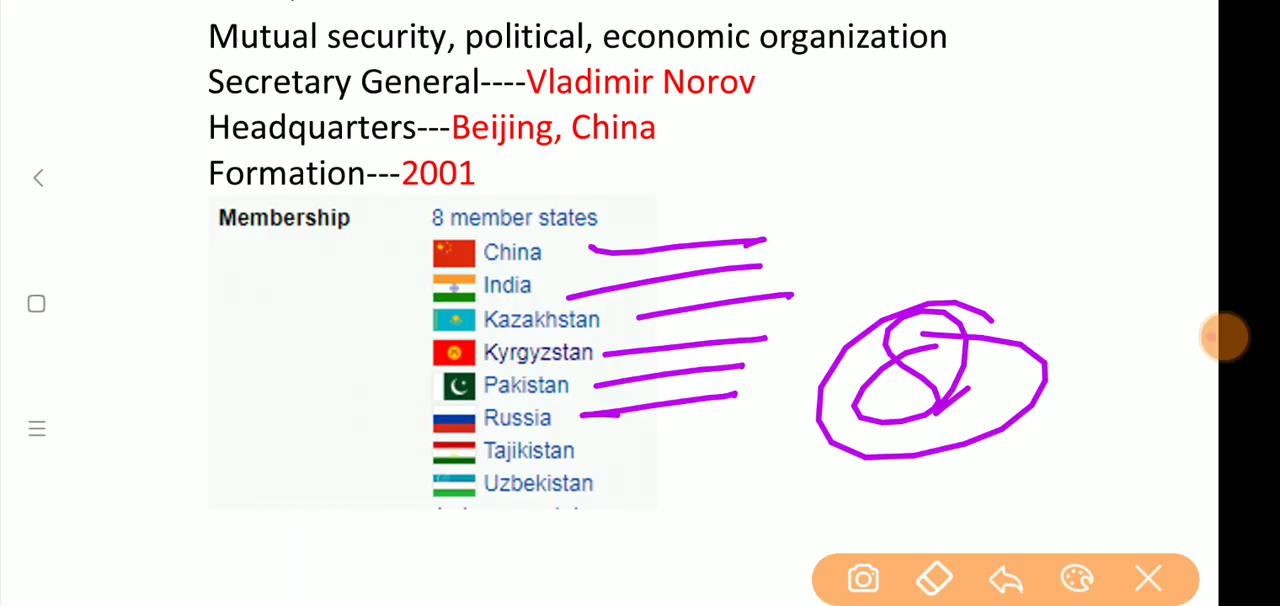 Mutual security, political, economic organization
Secretary General----Vladimir Norov
Headquarters---Beijing, China
Formation---2001
Membership 8 member states
China
India
Kazakhstan
Kyrgyzstan
Pakistan
Russia
Tajikistan
Uzbekistan
8